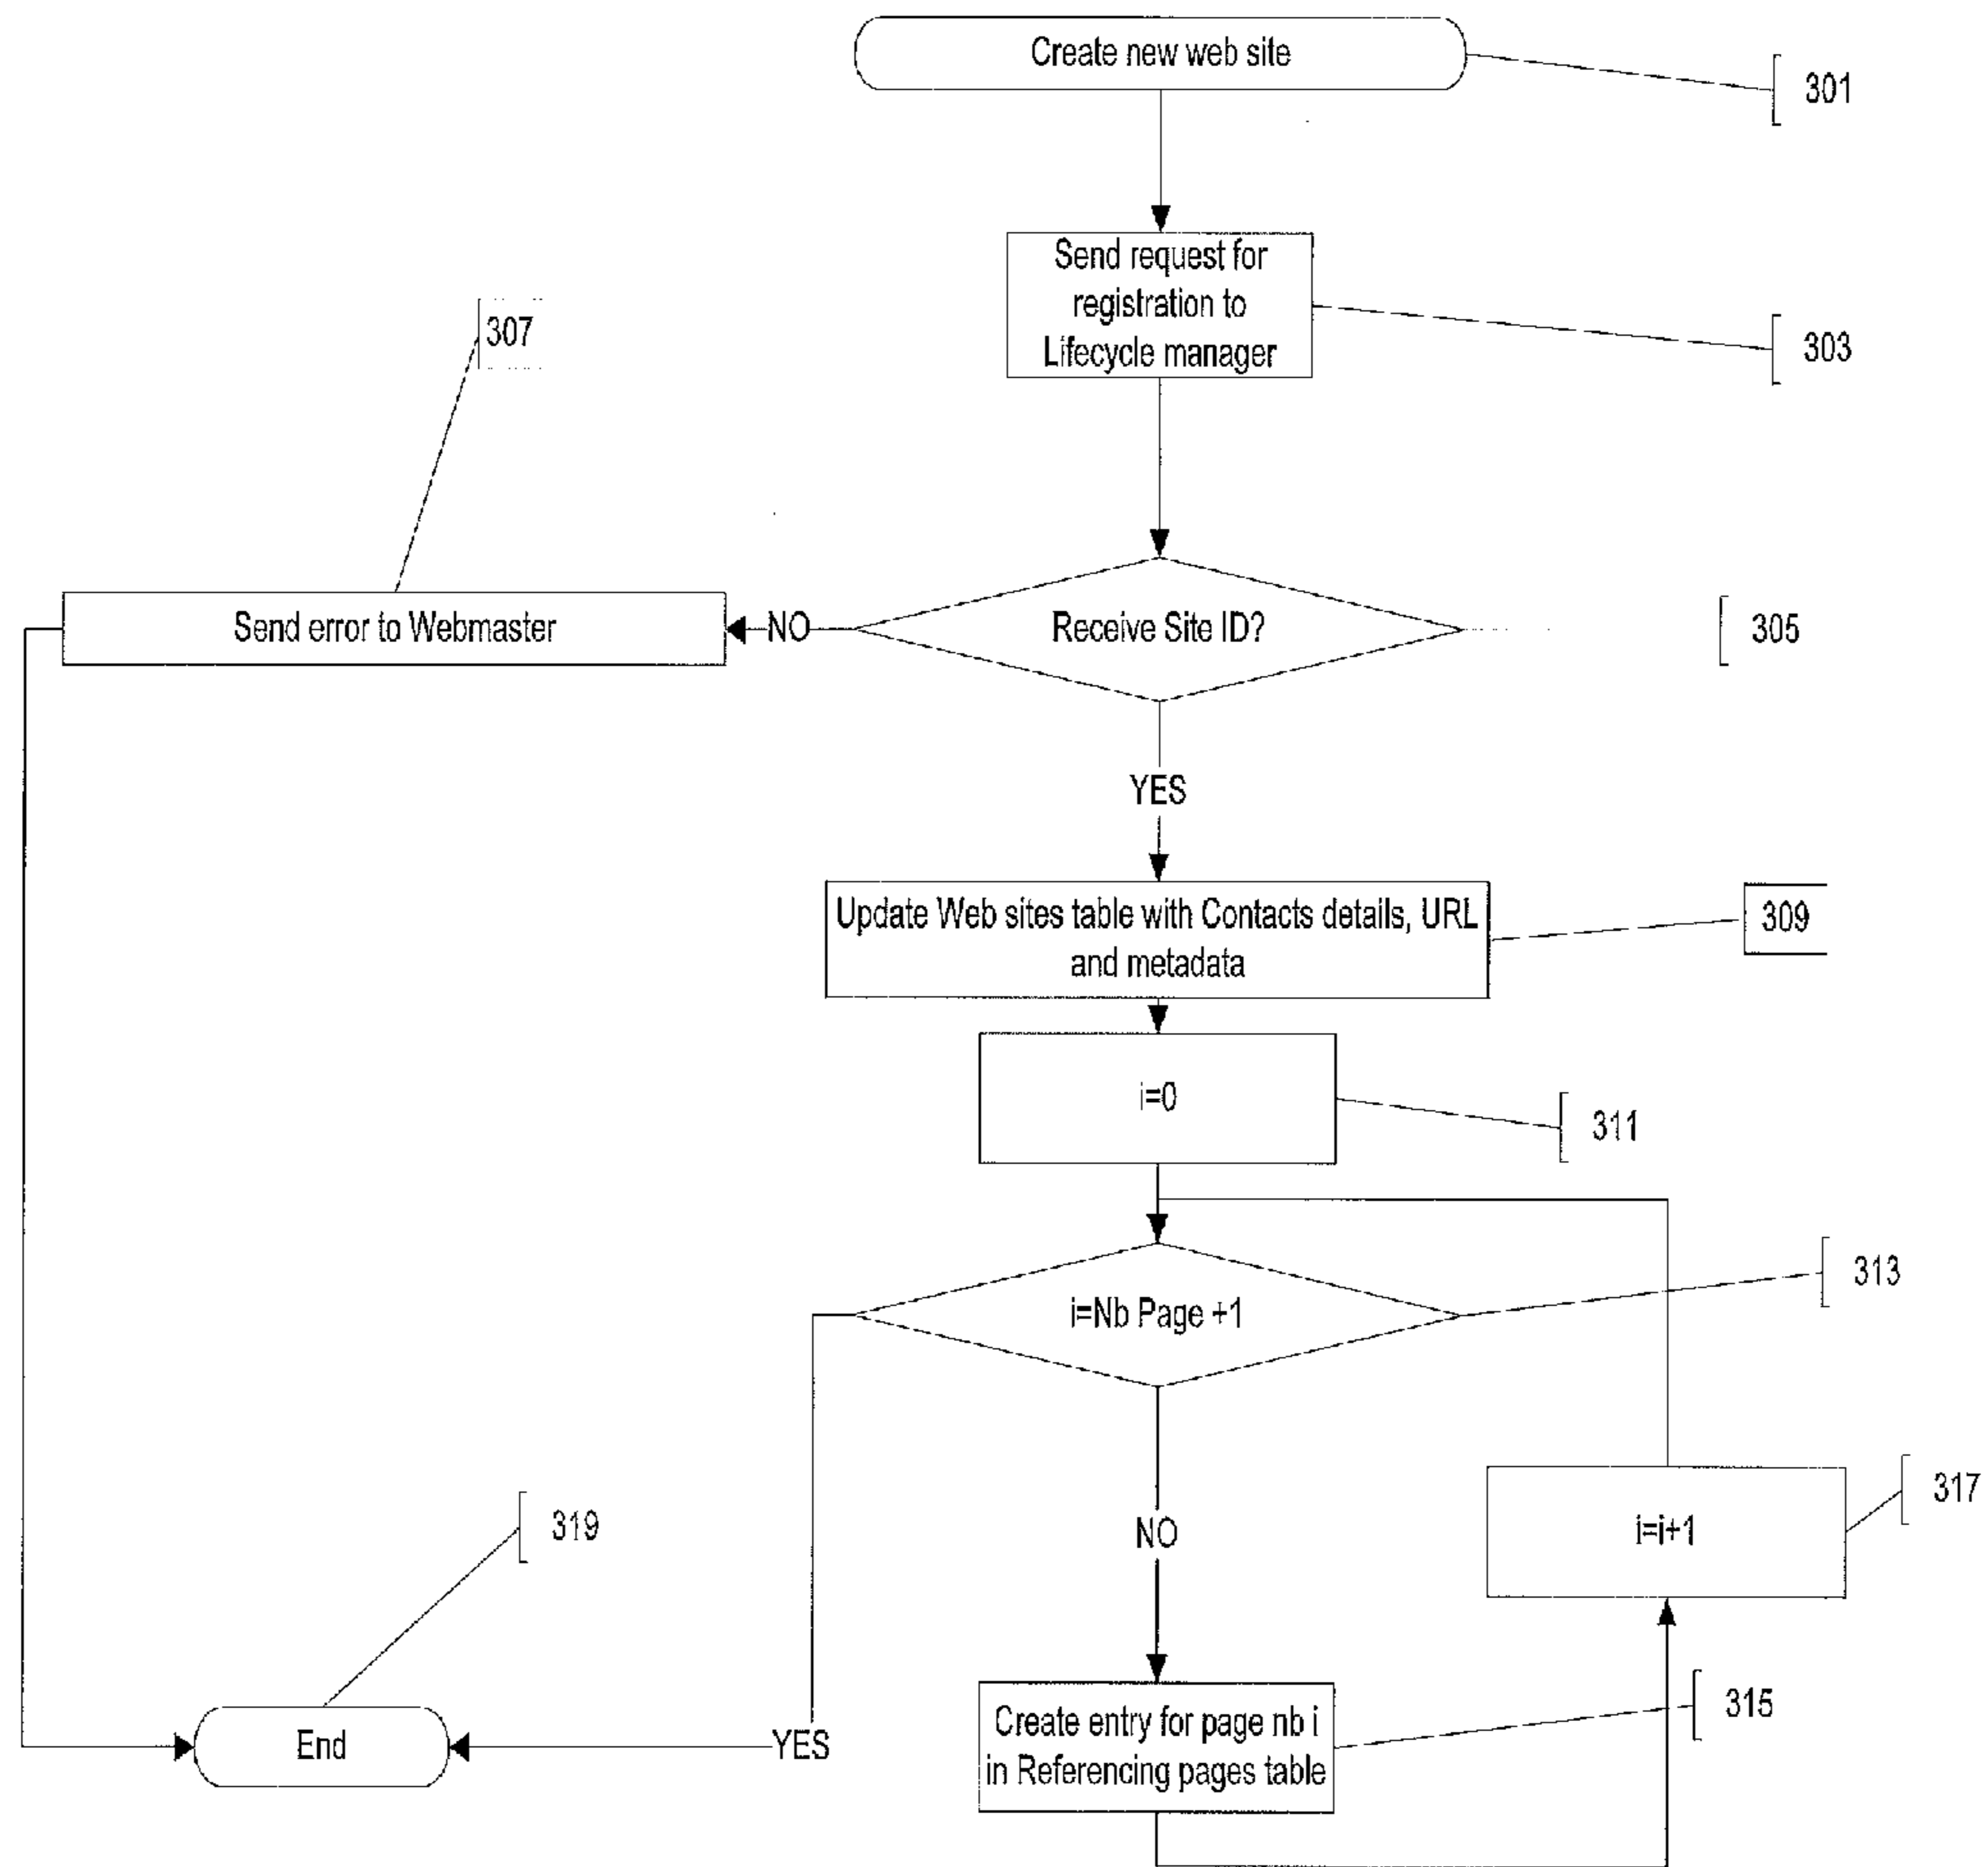 Create new web site
301
Send request for
registration to
Lifecycle manager
303
307
Send error to Webmaster
NO
Receive Site ID?
305
YES
Update Web sites table with Contacts details, URL
and metadata
309
i=0
311
i=Nb Page +1
313
NO
i=i+1
317
319
End
YES
Create entry for page nb i
in Referencing pages table
315